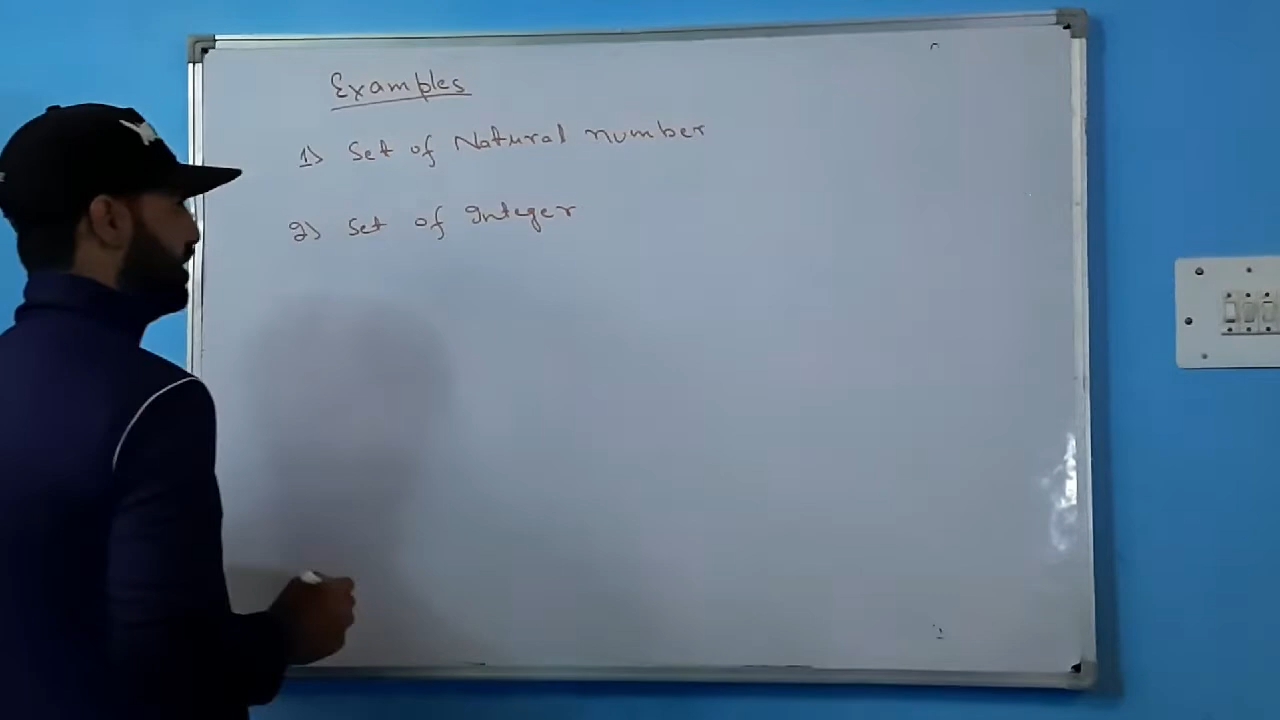 Examples
1) Set of Natural number
2) Set of Integer